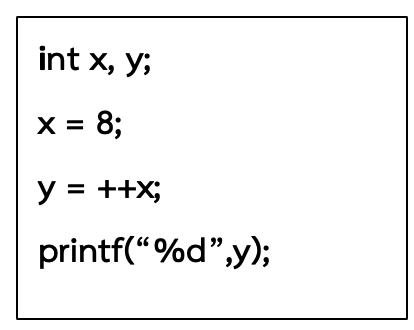 int x, y;
x = 8;
y = ++x;
printf(“%d”,y);